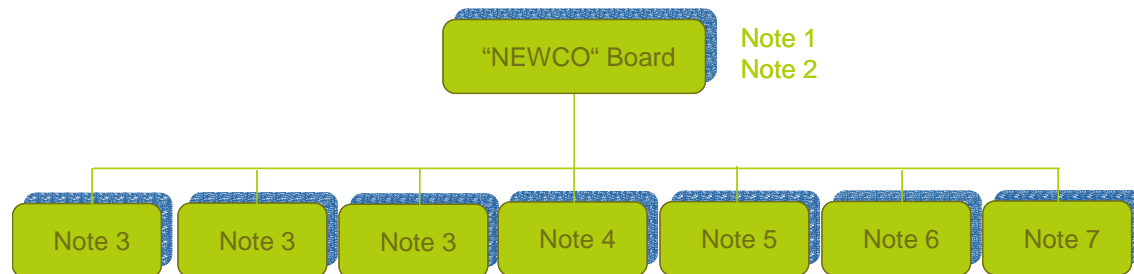 “NEWCO“ Board
Note 1
Note 2
Note 3
Note 3
Note 3
Note 4
Note 5
Note 6
Note 7